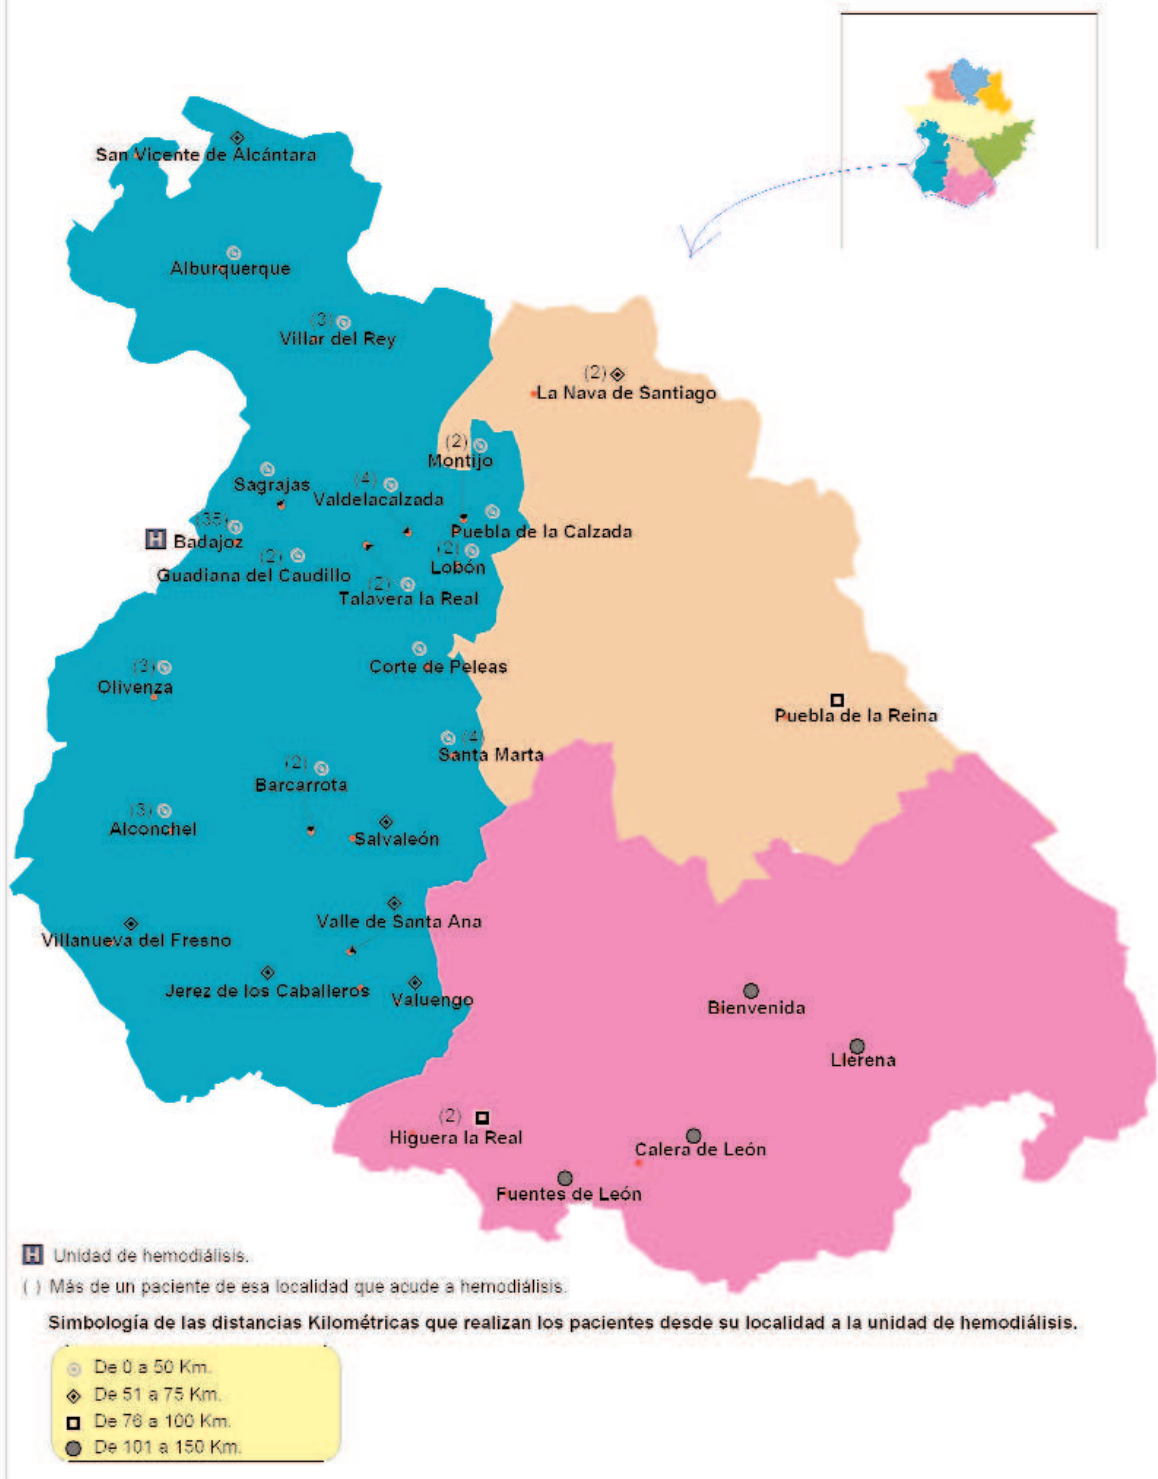 San Vicente de Alcántara
Alburquerque
(3)
Villar del Rey
(2)
La Nava de Santiago
(2)
Montijo
Sagrajas
(4)
Valdelacalzada
(35)
H Badajoz
Puebla de la Calzada
(2)
Guadiana del Caudillo
(2)
Lobón
(2)
Talavera la Real
Corte de Peleas
Olivenza
Puebla de la Reina
(4)
Santa Marta
(2)
Barcarrota
(3)
Alconchel
Salvaleón
Valle de Santa Ana
Villanueva del Fresno
Jerez de los Caballeros
Valuengo
Bienvenida
Llerena
(2)
Higuera la Real
Calera de León
Fuentes de León
H Unidad de hemodiálisis.
( ) Más de un paciente de esa localidad que acude a hemodiálisis.
Simbología de las distancias Kilométricas que realizan los pacientes desde su localidad a la unidad de hemodiálisis.
De 0 a 50 Km.
De 51 a 75 Km.
De 76 a 100 Km.
De 101 a 150 Km.